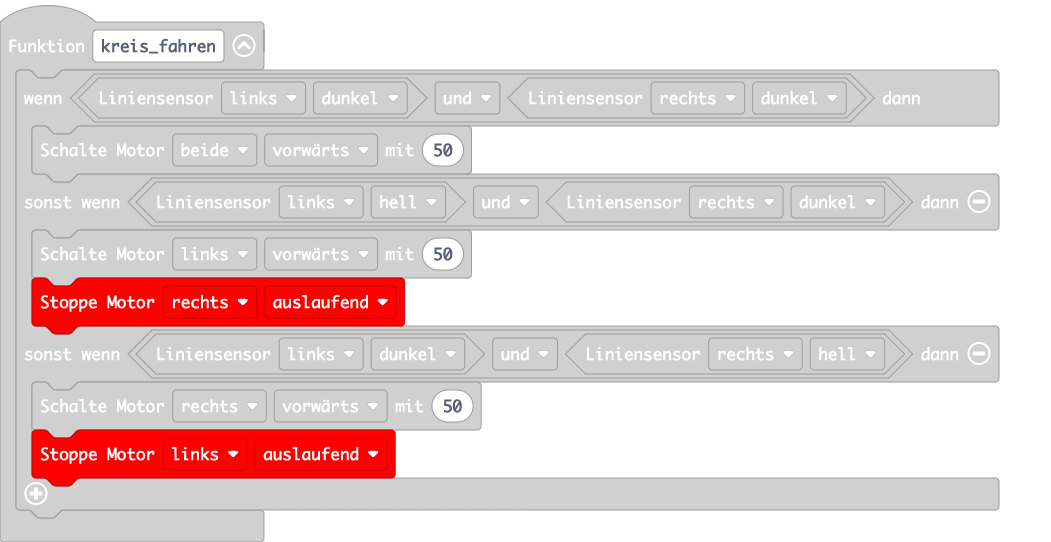 Funktion kreis_fahren
wenn Liniensensor links dunkel und Liniensensor rechts dunkel dann
Schalte Motor beide vorwärts mit 50
sonst wenn Liniensensor links hell und Liniensensor rechts dunkel dann
Schalte Motor links vorwärts mit 50
Stoppe Motor rechts auslaufend
sonst wenn Liniensensor links dunkel und Liniensensor rechts hell dann
Schalte Motor rechts vorwärts mit 50
Stoppe Motor links auslaufend